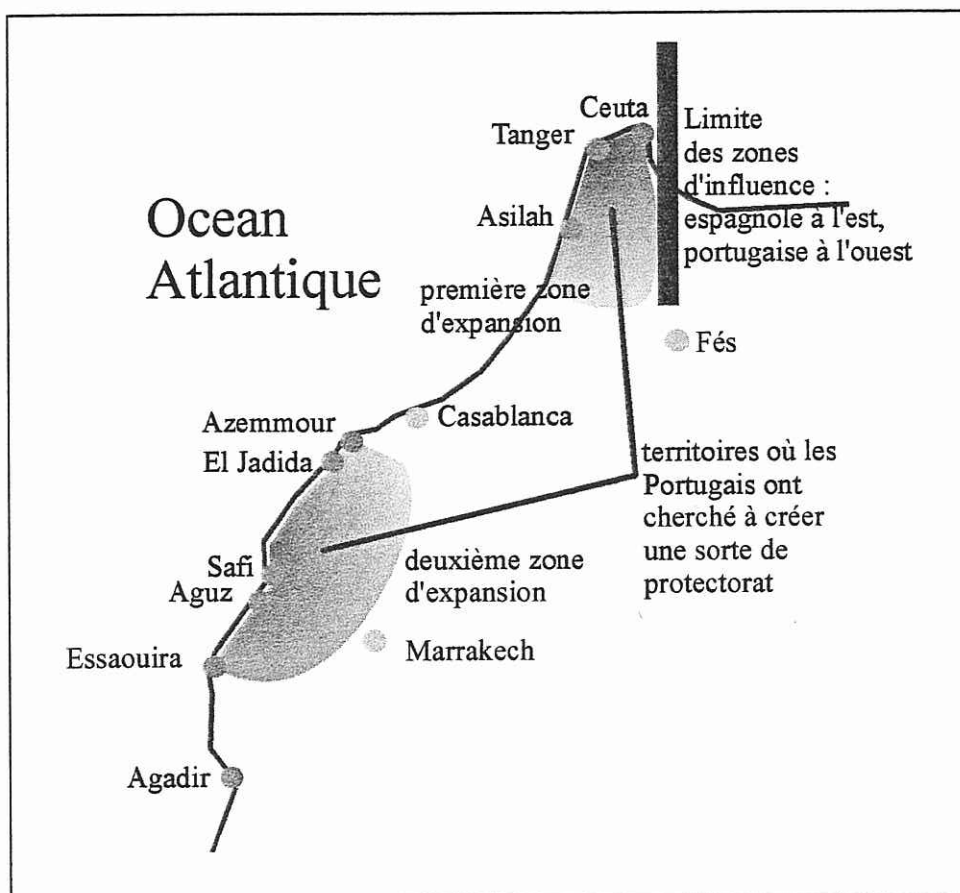 Ceuta
Tanger
Limite
des zones
d'influence :
espagnole à l'est,
portugaise à l'ouest
Ocean
Atlantique
Asilah
première zone
d'expansion
Fés
Casablanca
Azemmour
El Jadida
territoires où les
Portugais ont
cherché à créer
une sorte de
protectorat
Safi
Aguz
deuxième zone
d'expansion
Essaouira
Marrakech
Agadir